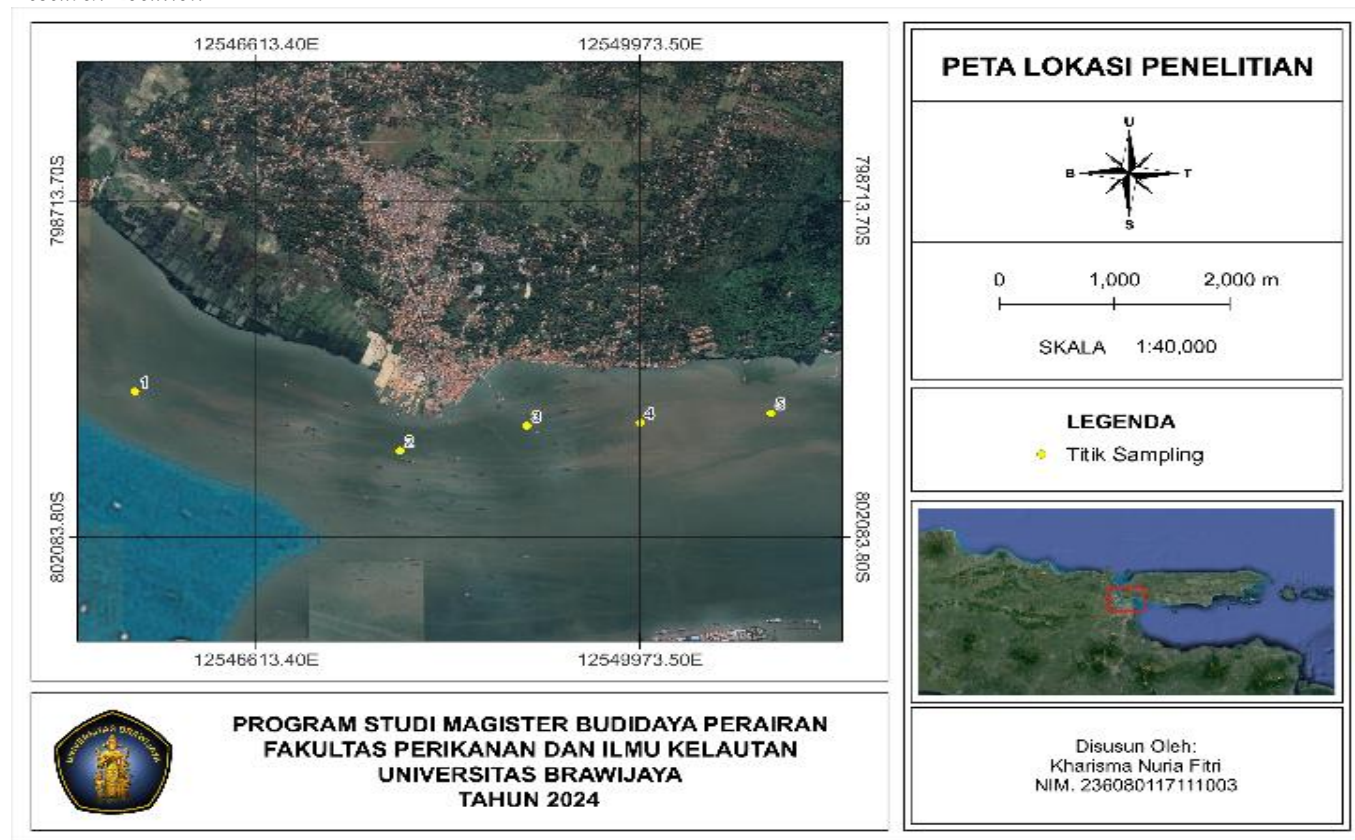 12546613.40E 12549973.50E
798713.70S
798713.70S
802083.80S
802083.80S
1
2
3
4
5
12546613.40E 12549973.50E
PETA LOKASI PENELITIAN
U
B T
S
0 1,000 2,000 m
SKALA 1:40,000
LEGENDA
Titik Sampling
UNIVERSITAS BRAWIJAYA
PROGRAM STUDI MAGISTER BUDIDAYA PERAIRAN
FAKULTAS PERIKANAN DAN ILMU KELAUTAN
UNIVERSITAS BRAWIJAYA
TAHUN 2024
Disusun Oleh:
Kharisma Nuria Fitri
NIM. 236080117111003